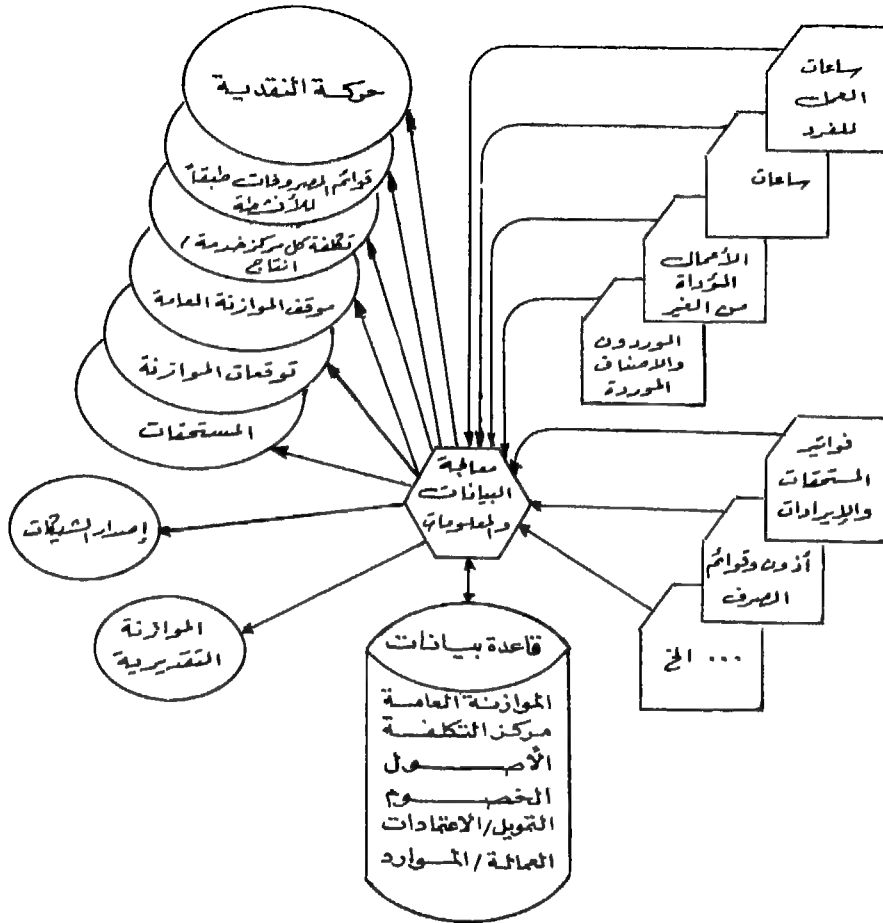 ساعات
العمل
للفرد
ساعات
الأعمال
المؤداة
من الغير
الموردون
والاصناف
الموردة
فواتير
المستحقات
والإيرادات
أذون وقوائم
الصرف
... الخ
حركة النقدية
قوائم المصروفات طبقاً
للأنشطة
تكلفة كل مركز خدمة /
انتاج
موقف الموازنة العامة
توقعات الموازنة
المستحقات
إصدار الشيكات
الموازنة
التقديرية
معالجة
البيانات
والمعلومات
قاعدة بيانات
الموازنة العامة
مركز التكلفة
الأصول
الخصوم
التمويل/الاعتمادات
العمالة/الموارد